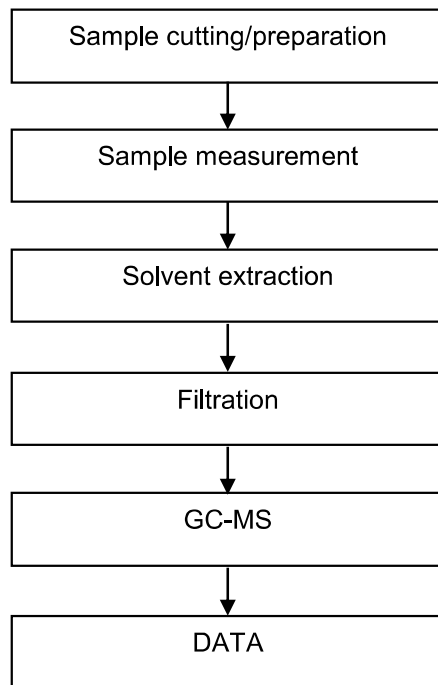 Sample cutting/preparation
Sample measurement
Solvent extraction
Filtration
GC-MS
DATA